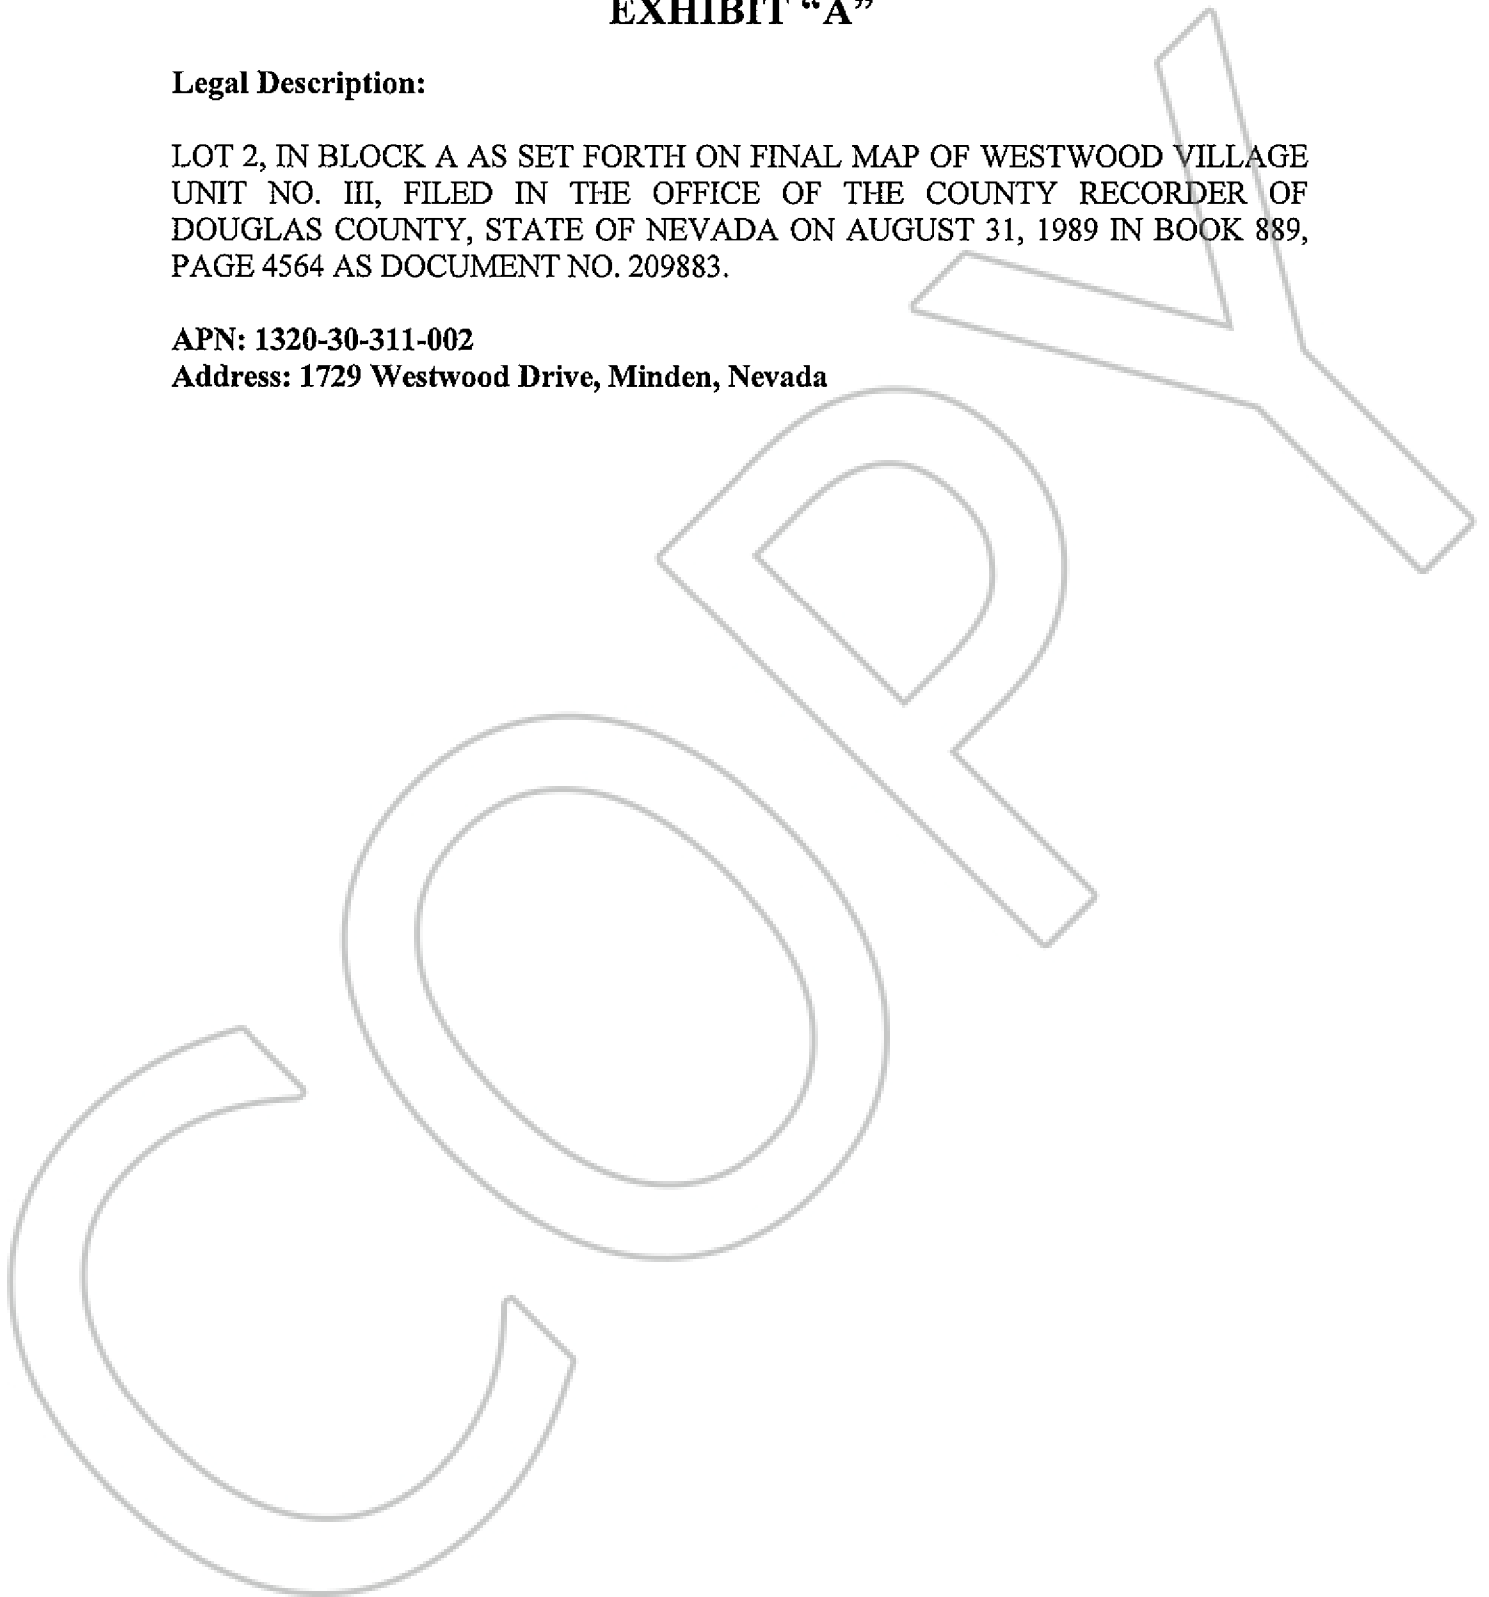 EXHIBIT “A”
Legal Description:
LOT 2, IN BLOCK A AS SET FORTH ON FINAL MAP OF WESTWOOD VILLAGE
UNIT NO. III, FILED IN THE OFFICE OF THE COUNTY RECORDER OF
DOUGLAS COUNTY, STATE OF NEVADA ON AUGUST 31, 1989 IN BOOK 889,
PAGE 4564 AS DOCUMENT NO. 209883.
APN: 1320-30-311-002
Address: 1729 Westwood Drive, Minden, Nevada
COPY